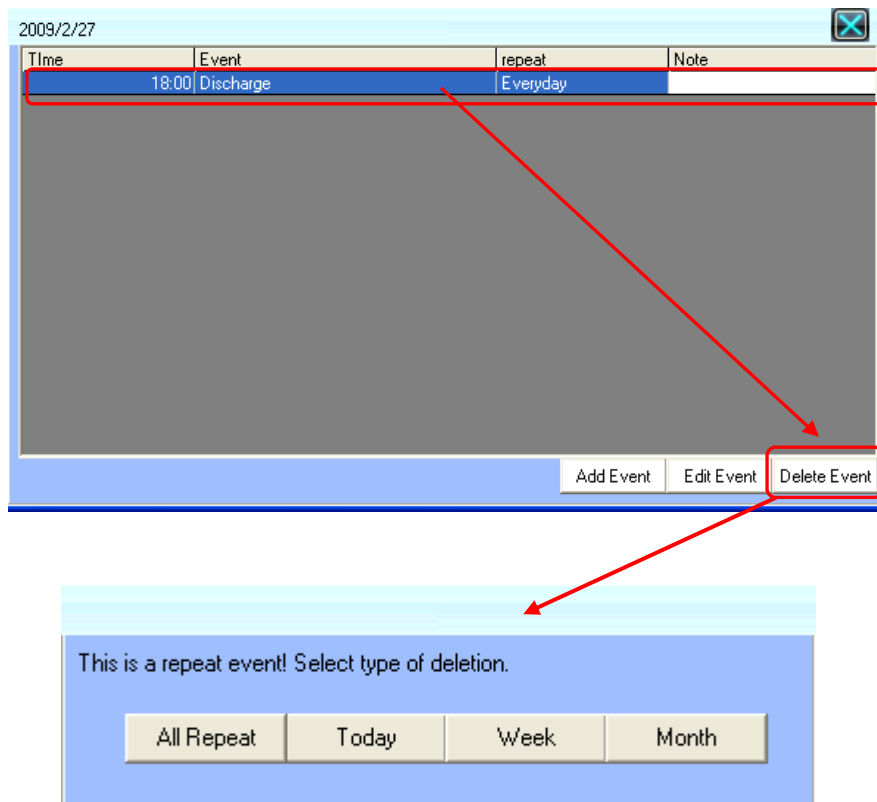 2009/2/27
TIme Event repeat Note
18:00 Discharge Everyday
Add Event Edit Event Delete Event
This is a repeat event! Select type of deletion.
All Repeat Today Week Month